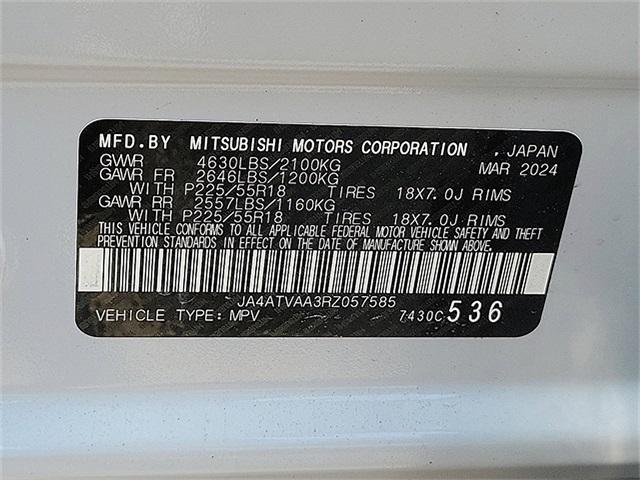 MFD.BY MITSUBISHI MOTORS CORPORATION , JAPAN
GVWR 4630LBS/2100KG MAR 2024
GAWR FR 2646LBS/1200KG
WITH P225/55R18 TIRES 18X7.0J RIMS
GAWR RR 2557LBS/1160KG
WITH P225/55R18 TIRES 18X7.0J RIMS
THIS VEHICLE CONFORMS TO ALL APPLICABLE FEDERAL MOTOR VEHICLE SAFETY AND THEFT
PREVENTION STANDARDS IN EFFECT ON THE DATE OF MANUFACTURE SHOWN ABOVE.
JA4ATVAA3RZ057585
VEHICLE TYPE: MPV 7430C 536